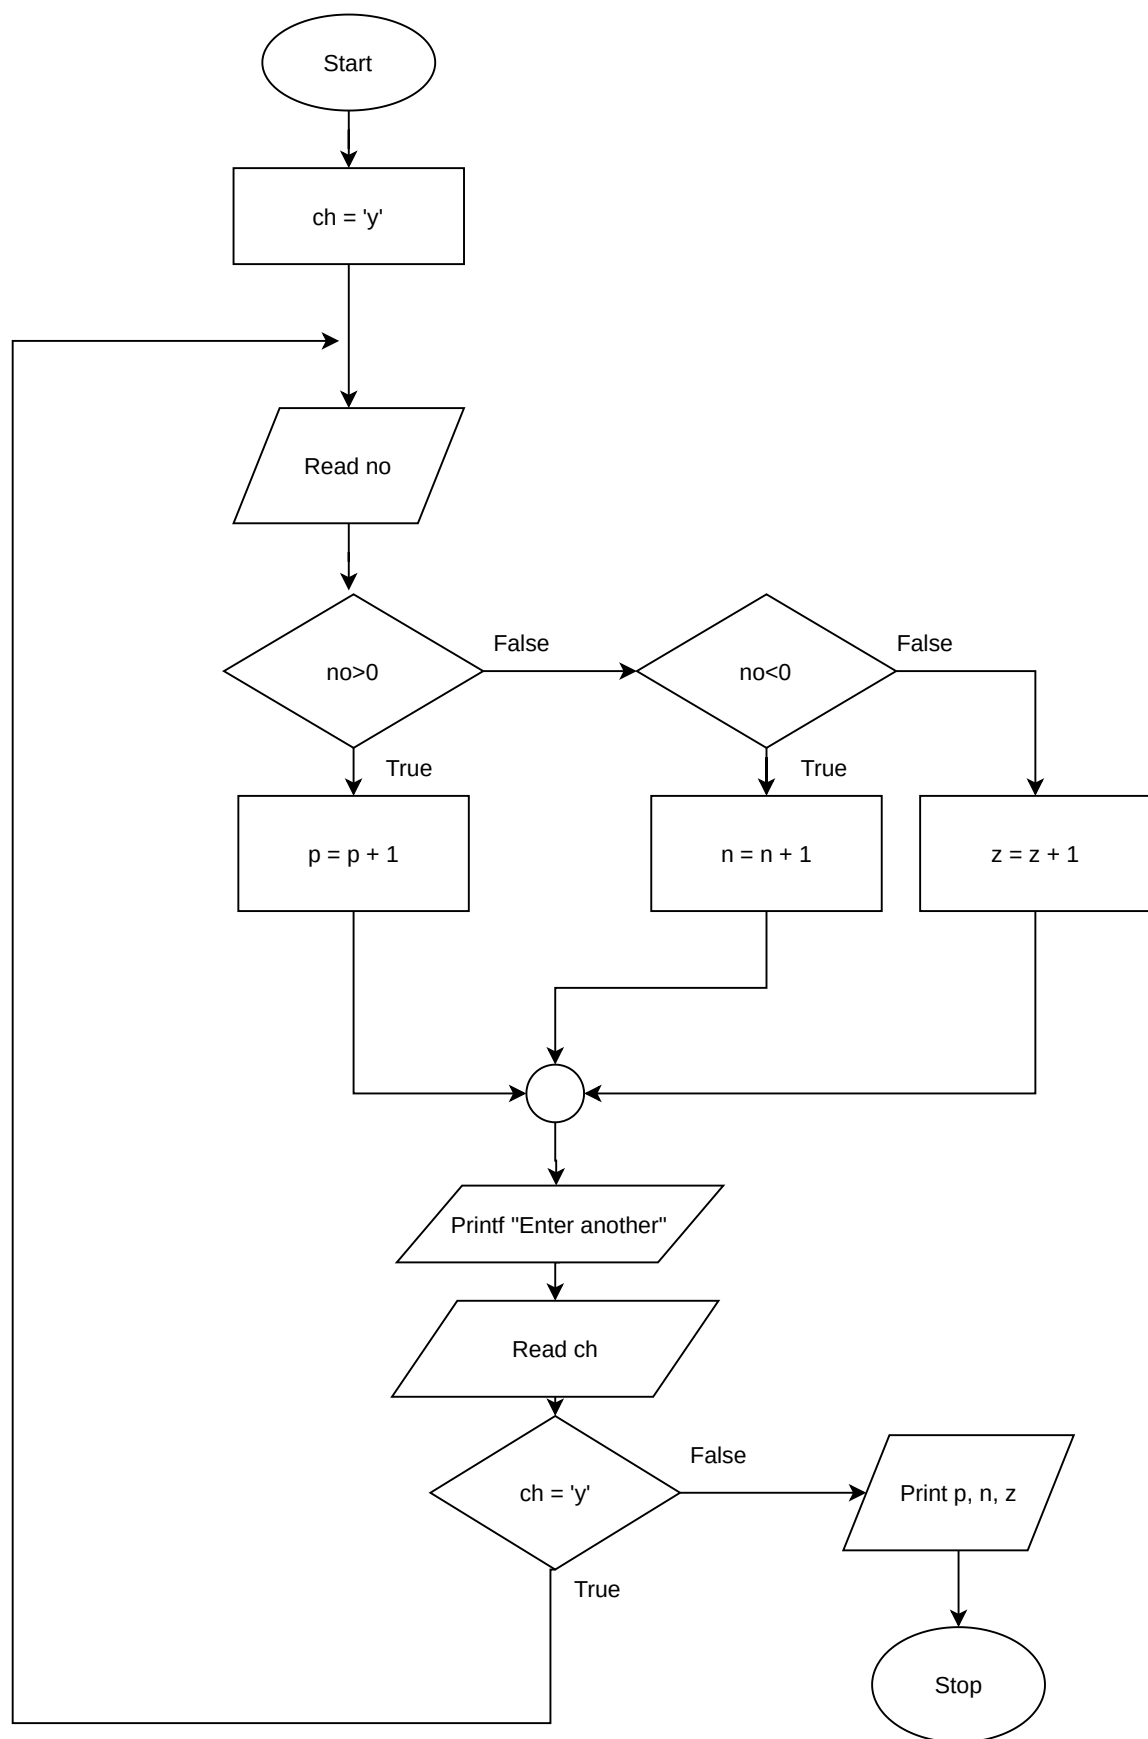 Start
ch = 'y'
Read no
no>0
False
no<0
False
True
True
p = p + 1
n = n + 1
z = z + 1
Printf "Enter another"
Read ch
ch = 'y'
False
Print p, n, z
True
Stop